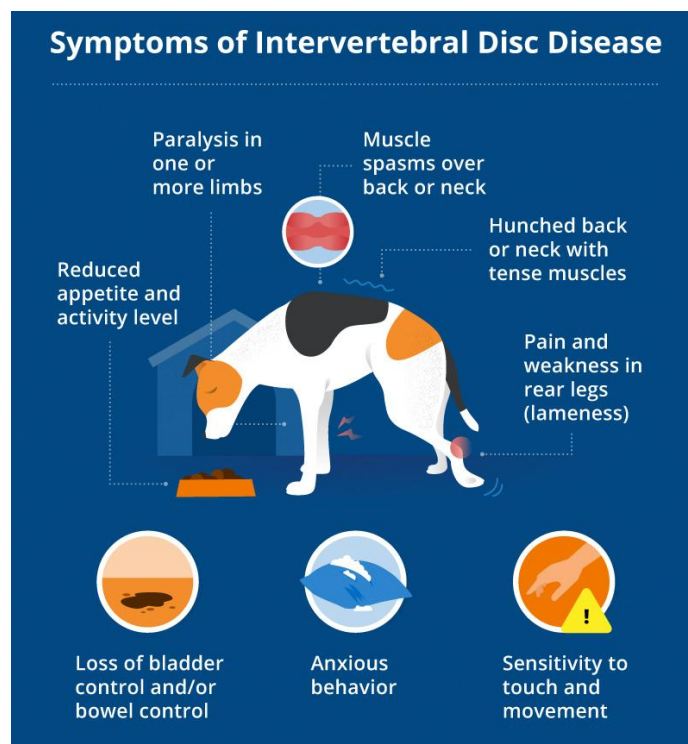 Symptoms of Intervertebral Disc Disease
Paralysis in
one or
more limbs
Muscle
spasms over
back or neck
Hunched back
or neck with
tense muscles
Reduced
appetite and
activity level
Pain and
weakness in
rear legs
(lameness)
!
Loss of bladder
control and/or
bowel control
Anxious
behavior
Sensitivity to
touch and
movement